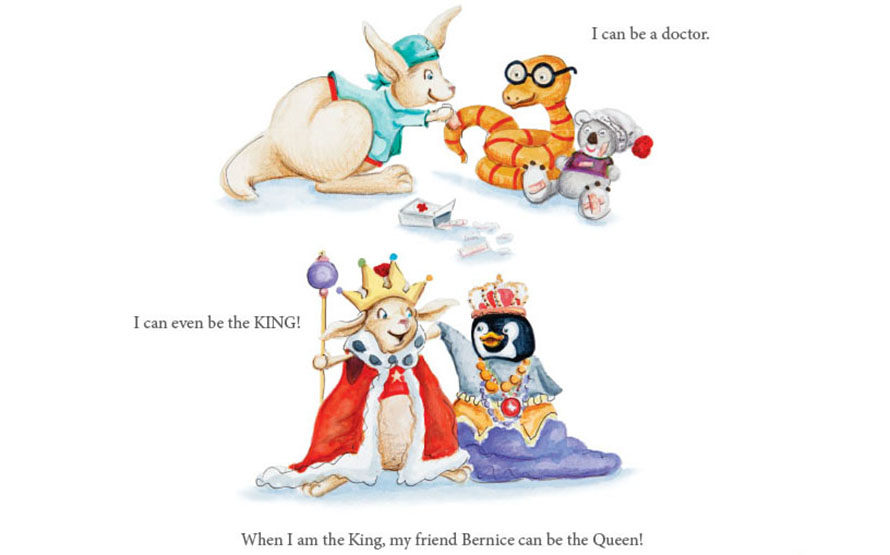 I can be a doctor.
I can even be the KING!
When I am the King, my friend Bernice can be the Queen!